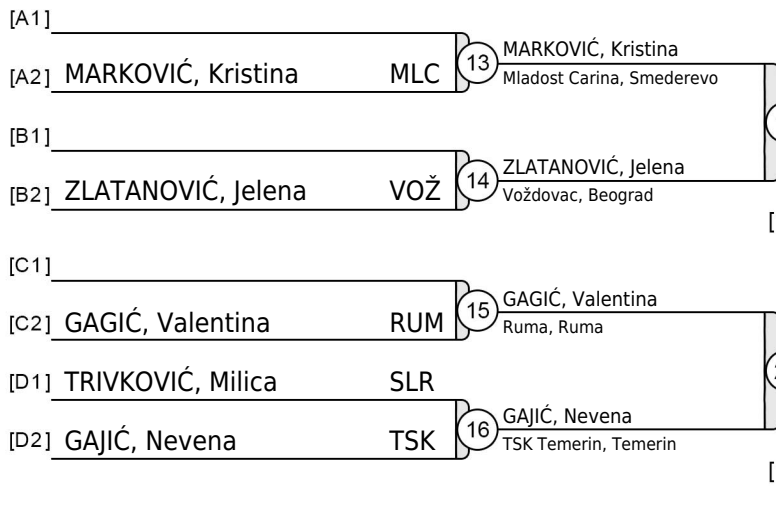 [A1]
[A2] MARKOVIĆ, Kristina MLC
13
MARKOVIĆ, Kristina
Mladost Carina, Smederevo
[B1]
[B2] ZLATANOVIĆ, Jelena VOŽ
14
ZLATANOVIĆ, Jelena
Voždovac, Beograd
[
[C1]
[C2] GAGIĆ, Valentina RUM
15
GAGIĆ, Valentina
Ruma, Ruma
[D1] TRIVKOVIĆ, Milica SLR
[D2] GAJIĆ, Nevena TSK
16
GAJIĆ, Nevena
TSK Temerin, Temerin
[